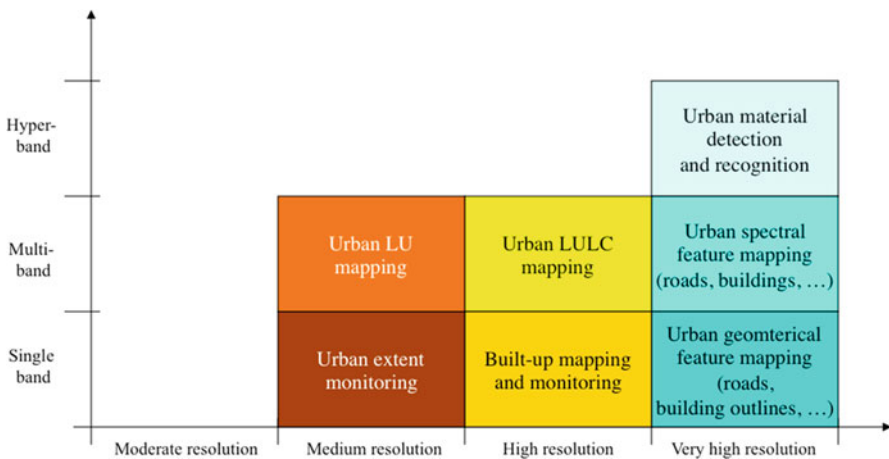 Hyper-
band
Urban material
detection
and recognition
Multi-
band
Urban LU
mapping
Urban LULC
mapping
Urban spectral
feature mapping
(roads, buildings, …)
Single
band
Urban extent
monitoring
Built-up mapping
and monitoring
Urban geomterical
feature mapping
(roads,
building outlines, …)
Moderate resolution
Medium resolution
High resolution
Very high resolution